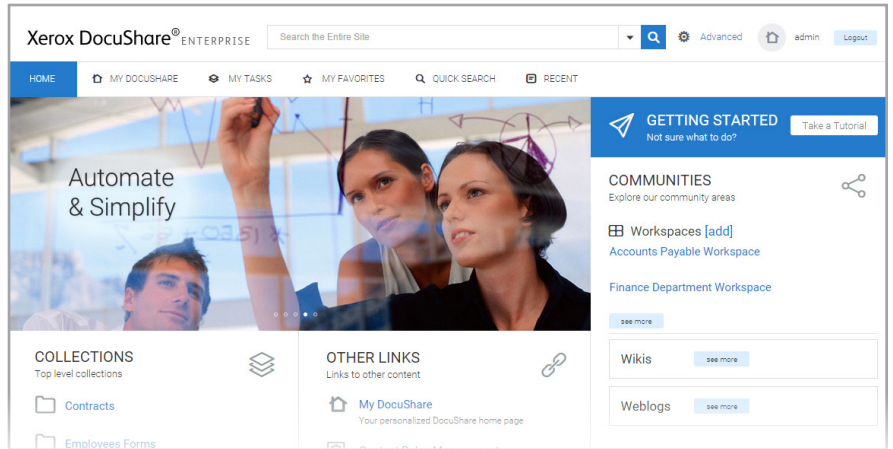 Xerox DocuShare® ENTERPRISE
Search the Entire Site
Advanced
admin
Logout
HOME
MY DOCUSHARE
MY TASKS
MY FAVORITES
QUICK SEARCH
RECENT
Automate
& Simplify
GETTING STARTED
Not sure what to do?
Take a Tutorial
COMMUNITIES
Explore our community areas
Workspaces [add]
Accounts Payable Workspace
Finance Department Workspace
see more
Wikis
see more
Weblogs
see more
COLLECTIONS
Top level collections
Contracts
Employees Forms
OTHER LINKS
Links to other content
My DocuShare
Your personalized DocuShare home page